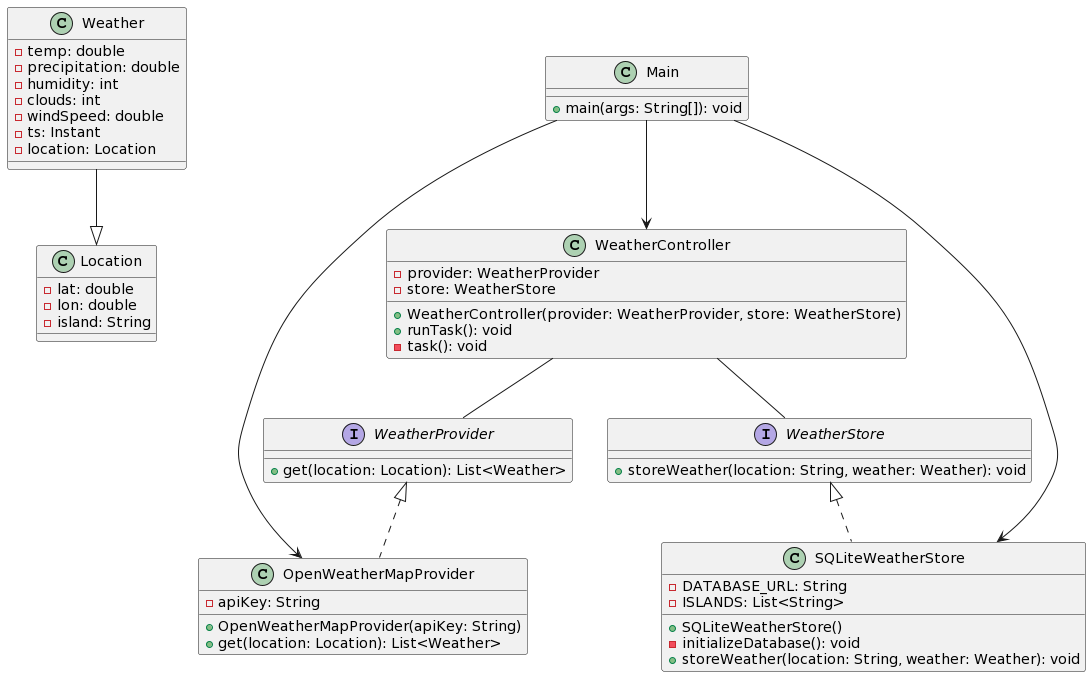 C Weather
temp: double
precipitation: double
humidity: int
clouds: int
windSpeed: double
ts: Instant
location: Location
C Main
main(args: String[]): void
C Location
lat: double
lon: double
island: String
C WeatherController
provider: WeatherProvider
store: WeatherStore
WeatherController(provider: WeatherProvider, store: WeatherStore)
runTask(): void
task(): void
I WeatherProvider
get(location: Location): List<Weather>
I WeatherStore
storeWeather(location: String, weather: Weather): void
C OpenWeatherMapProvider
apiKey: String
OpenWeatherMapProvider(apiKey: String)
get(location: Location): List<Weather>
C SQLiteWeatherStore
DATABASE_URL: String
ISLANDS: List<String>
SQLiteWeatherStore()
initializeDatabase(): void
storeWeather(location: String, weather: Weather): void